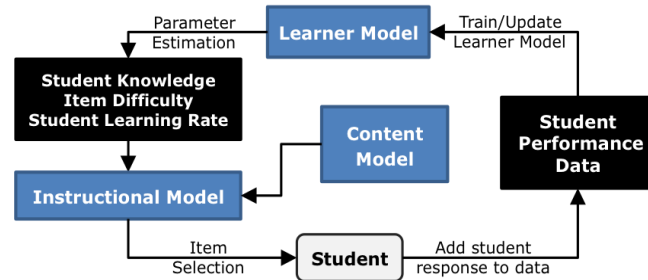 Parameter
Estimation
Learner Model
Train/Update
Learner Model
Student Knowledge
Item Difficulty
Student Learning Rate
Content
Model
Student
Performance
Data
Instructional Model
Item
Selection
Student
Add student
response to data